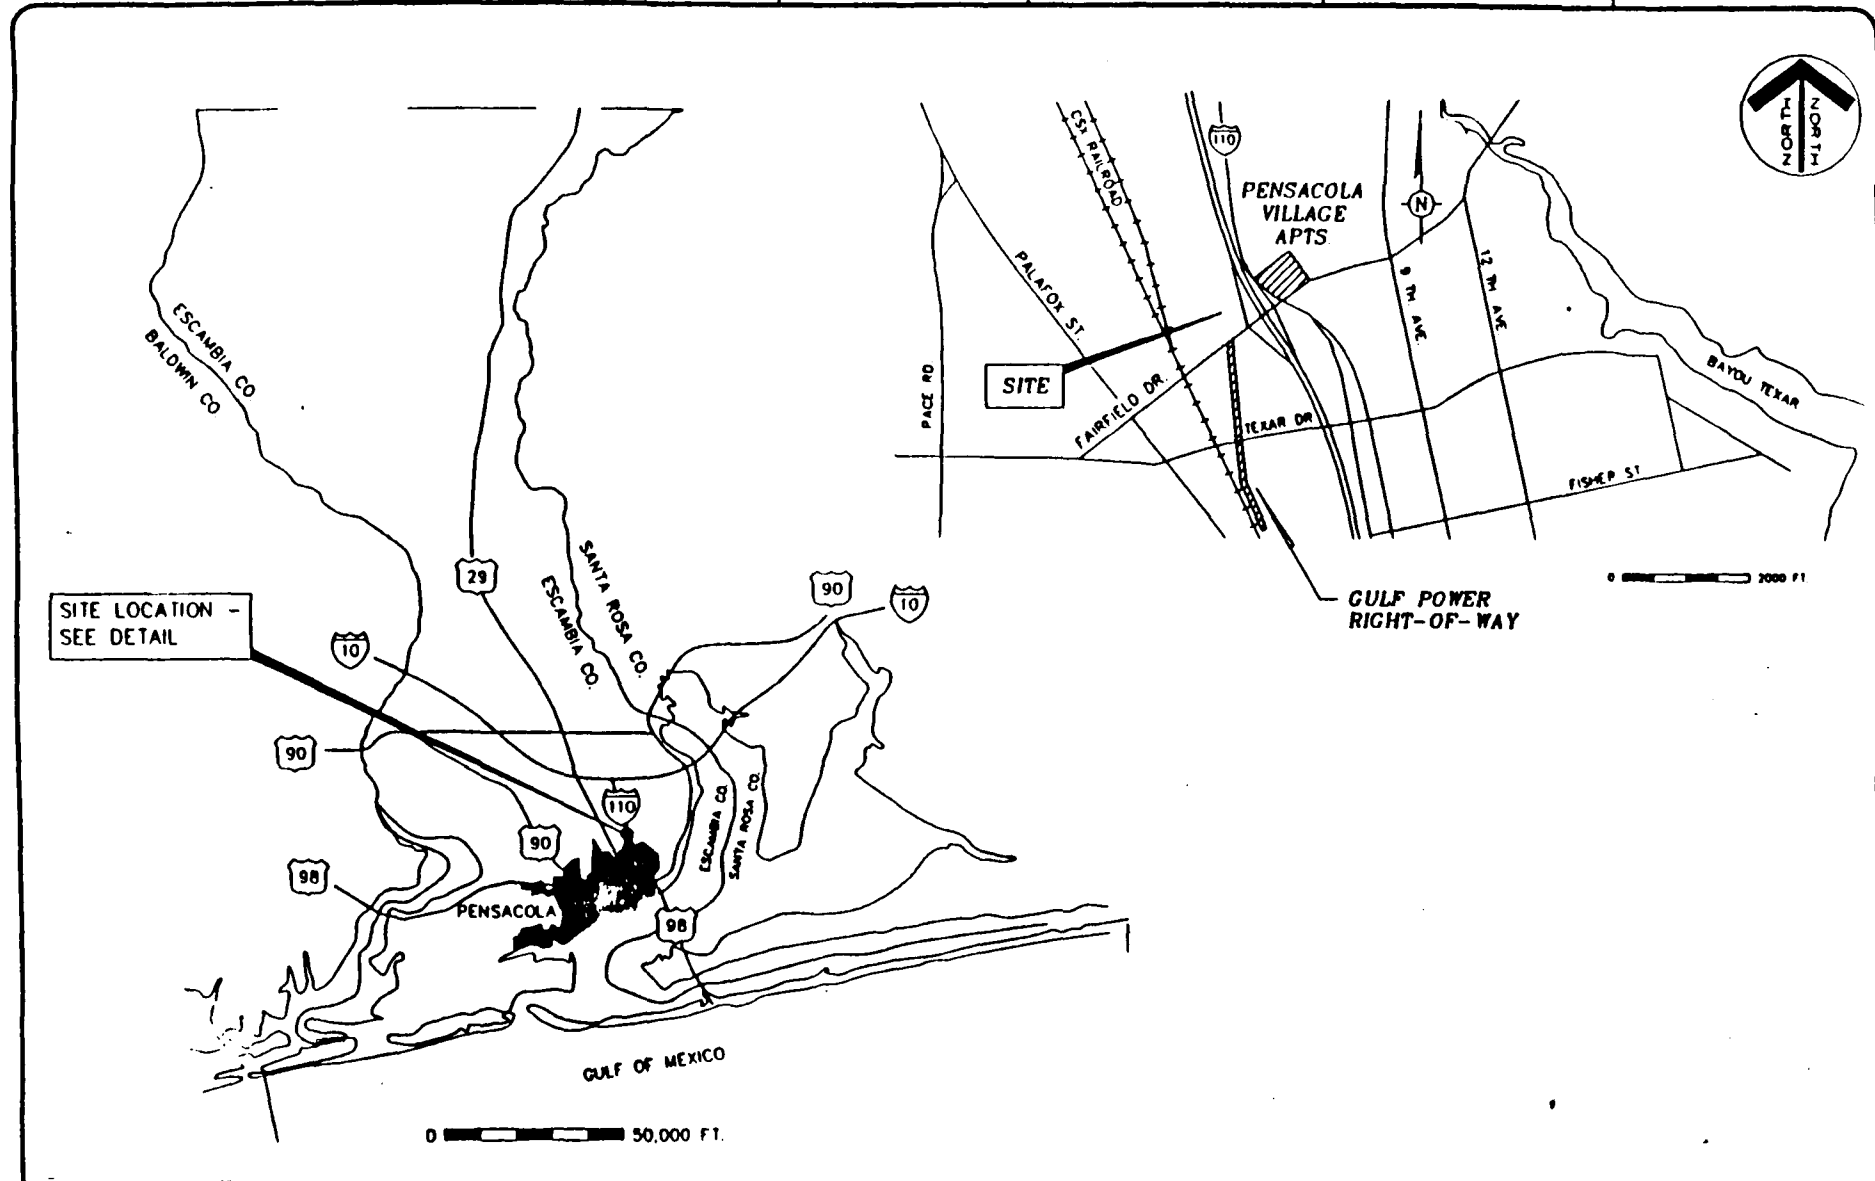 NORTH
NORTH
110
CSX RAILROAD
PENSACOLA
VILLAGE
APTS.
N
PALAFOX ST.
9 TH AVE.
12 TH AVE.
BAYOU TEXAR
SITE
PACE RD
FAIRFIELD DR.
TEXAR DR
FISHER ST
0 2000 FT.
GULF POWER
RIGHT-OF-WAY
ESCAMBIA CO
BALDWIN CO
29
SANTA ROSA CO.
ESCAMBIA CO.
90
10
SITE LOCATION -
SEE DETAIL
10
90
110
90
ESCAMBIA CO.
SANTA ROSA CO.
98
PENSACOLA
98
GULF OF MEXICO
0 50,000 FT.